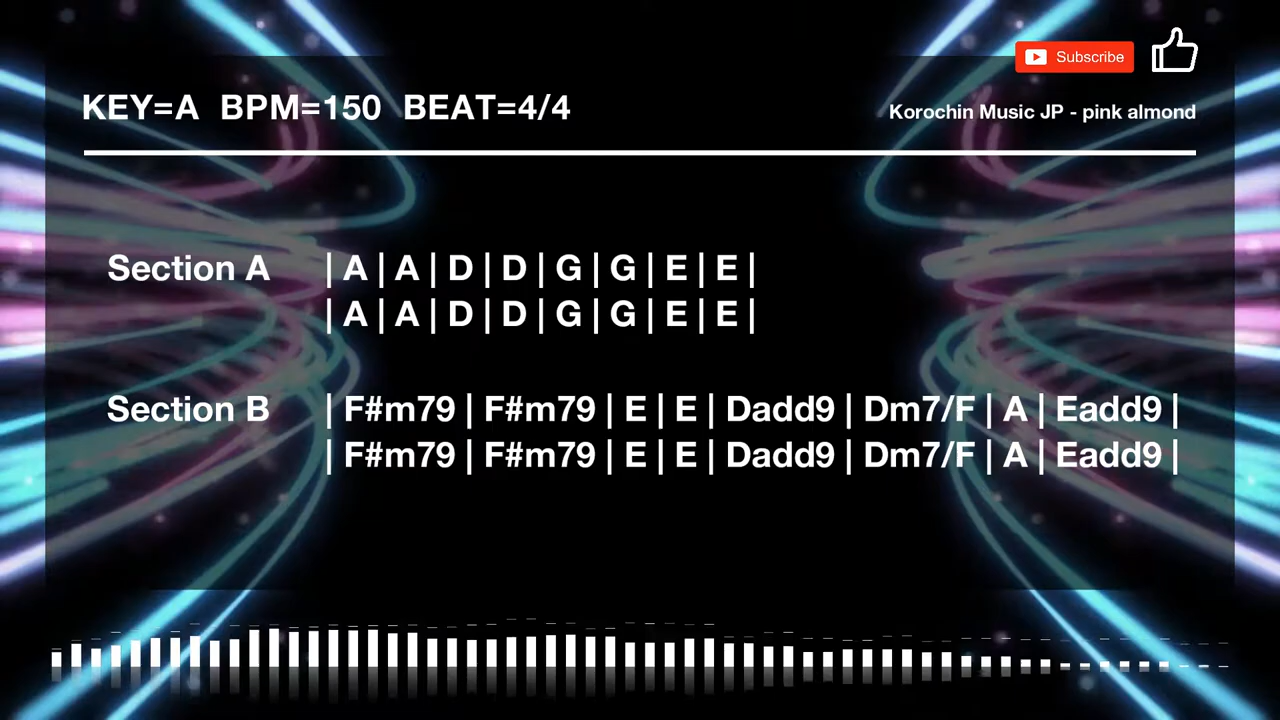 Subscribe
KEY=A BPM=150 BEAT=4/4
Korochin Music JP - pink almond
Section A | A | A | D | D | G | G | E | E |
| A | A | D | D | G | G | E | E |
Section B | F#m79 | F#m79 | E | E | Dadd9 | Dm7/F | A | Eadd9 |
| F#m79 | F#m79 | E | E | Dadd9 | Dm7/F | A | Eadd9 |